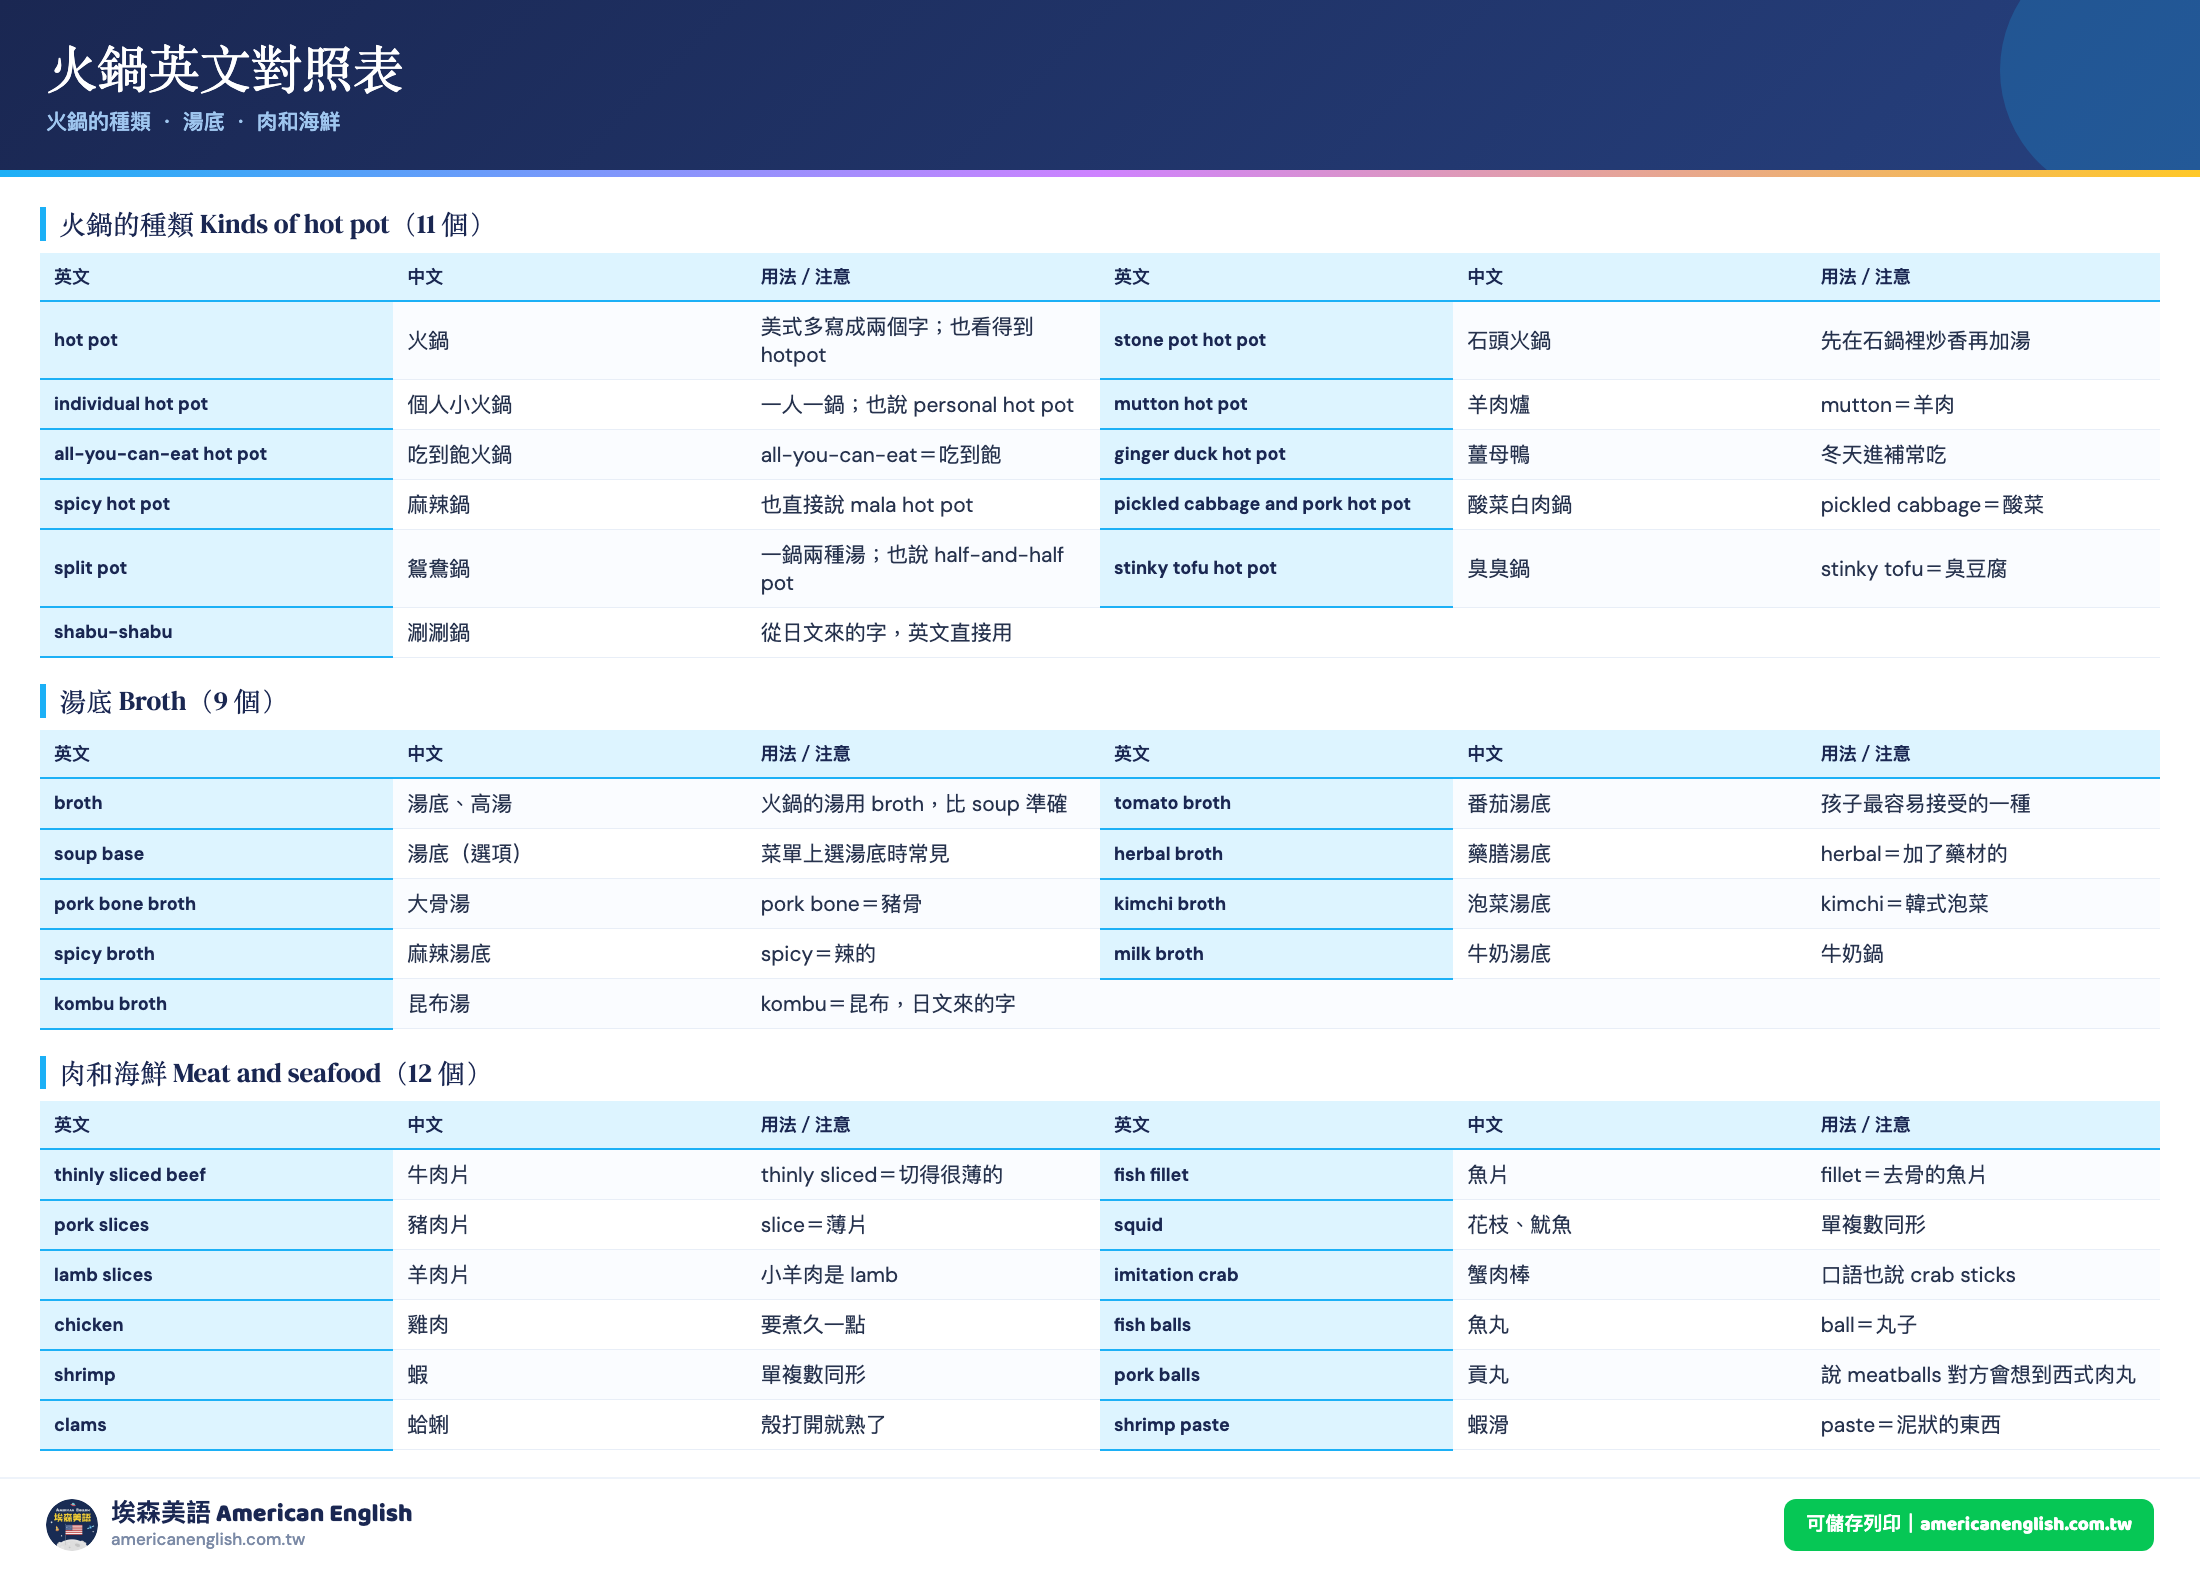 火鍋英文對照表
火鍋的種類 · 湯底 · 肉和海鮮
火鍋的種類 Kinds of hot pot（11 個）
英文 中文 用法 / 注意 英文 中文 用法 / 注意
hot pot 火鍋 美式多寫成兩個字；也看得到 hotpot stone pot hot pot 石頭火鍋 先在石鍋裡炒香再加湯
individual hot pot 個人小火鍋 一人一鍋；也說 personal hot pot mutton hot pot 羊肉爐 mutton＝羊肉
all-you-can-eat hot pot 吃到飽火鍋 all-you-can-eat＝吃到飽 ginger duck hot pot 薑母鴨 冬天進補常吃
spicy hot pot 麻辣鍋 也直接說 mala hot pot pickled cabbage and pork hot pot 酸菜白肉鍋 pickled cabbage＝酸菜
split pot 鴛鴦鍋 一鍋兩種湯；也說 half-and-half pot stinky tofu hot pot 臭臭鍋 stinky tofu＝臭豆腐
shabu-shabu 涮涮鍋 從日文來的字，英文直接用
湯底 Broth（9 個）
英文 中文 用法 / 注意 英文 中文 用法 / 注意
broth 湯底、高湯 火鍋的湯用 broth，比 soup 準確 tomato broth 番茄湯底 孩子最容易接受的一種
soup base 湯底（選項） 菜單上選湯底時常見 herbal broth 藥膳湯底 herbal＝加了藥材的
pork bone broth 大骨湯 pork bone＝豬骨 kimchi broth 泡菜湯底 kimchi＝韓式泡菜
spicy broth 麻辣湯底 spicy＝辣的 milk broth 牛奶湯底 牛奶鍋
kombu broth 昆布湯 kombu＝昆布，日文來的字
肉和海鮮 Meat and seafood（12 個）
英文 中文 用法 / 注意 英文 中文 用法 / 注意
thinly sliced beef 牛肉片 thinly sliced＝切得很薄的 fish fillet 魚片 fillet＝去骨的魚片
pork slices 豬肉片 slice＝薄片 squid 花枝、魷魚 單複數同形
lamb slices 羊肉片 小羊肉是 lamb imitation crab 蟹肉棒 口語也說 crab sticks
chicken 雞肉 要煮久一點 fish balls 魚丸 ball＝丸子
shrimp 蝦 單複數同形 pork balls 貢丸 說 meatballs 對方會想到西式肉丸
clams 蛤蜊 殼打開就熟了 shrimp paste 蝦滑 paste＝泥狀的東西
埃森美語
埃森美語 American English
americanenglish.com.tw
可儲存列印｜americanenglish.com.tw